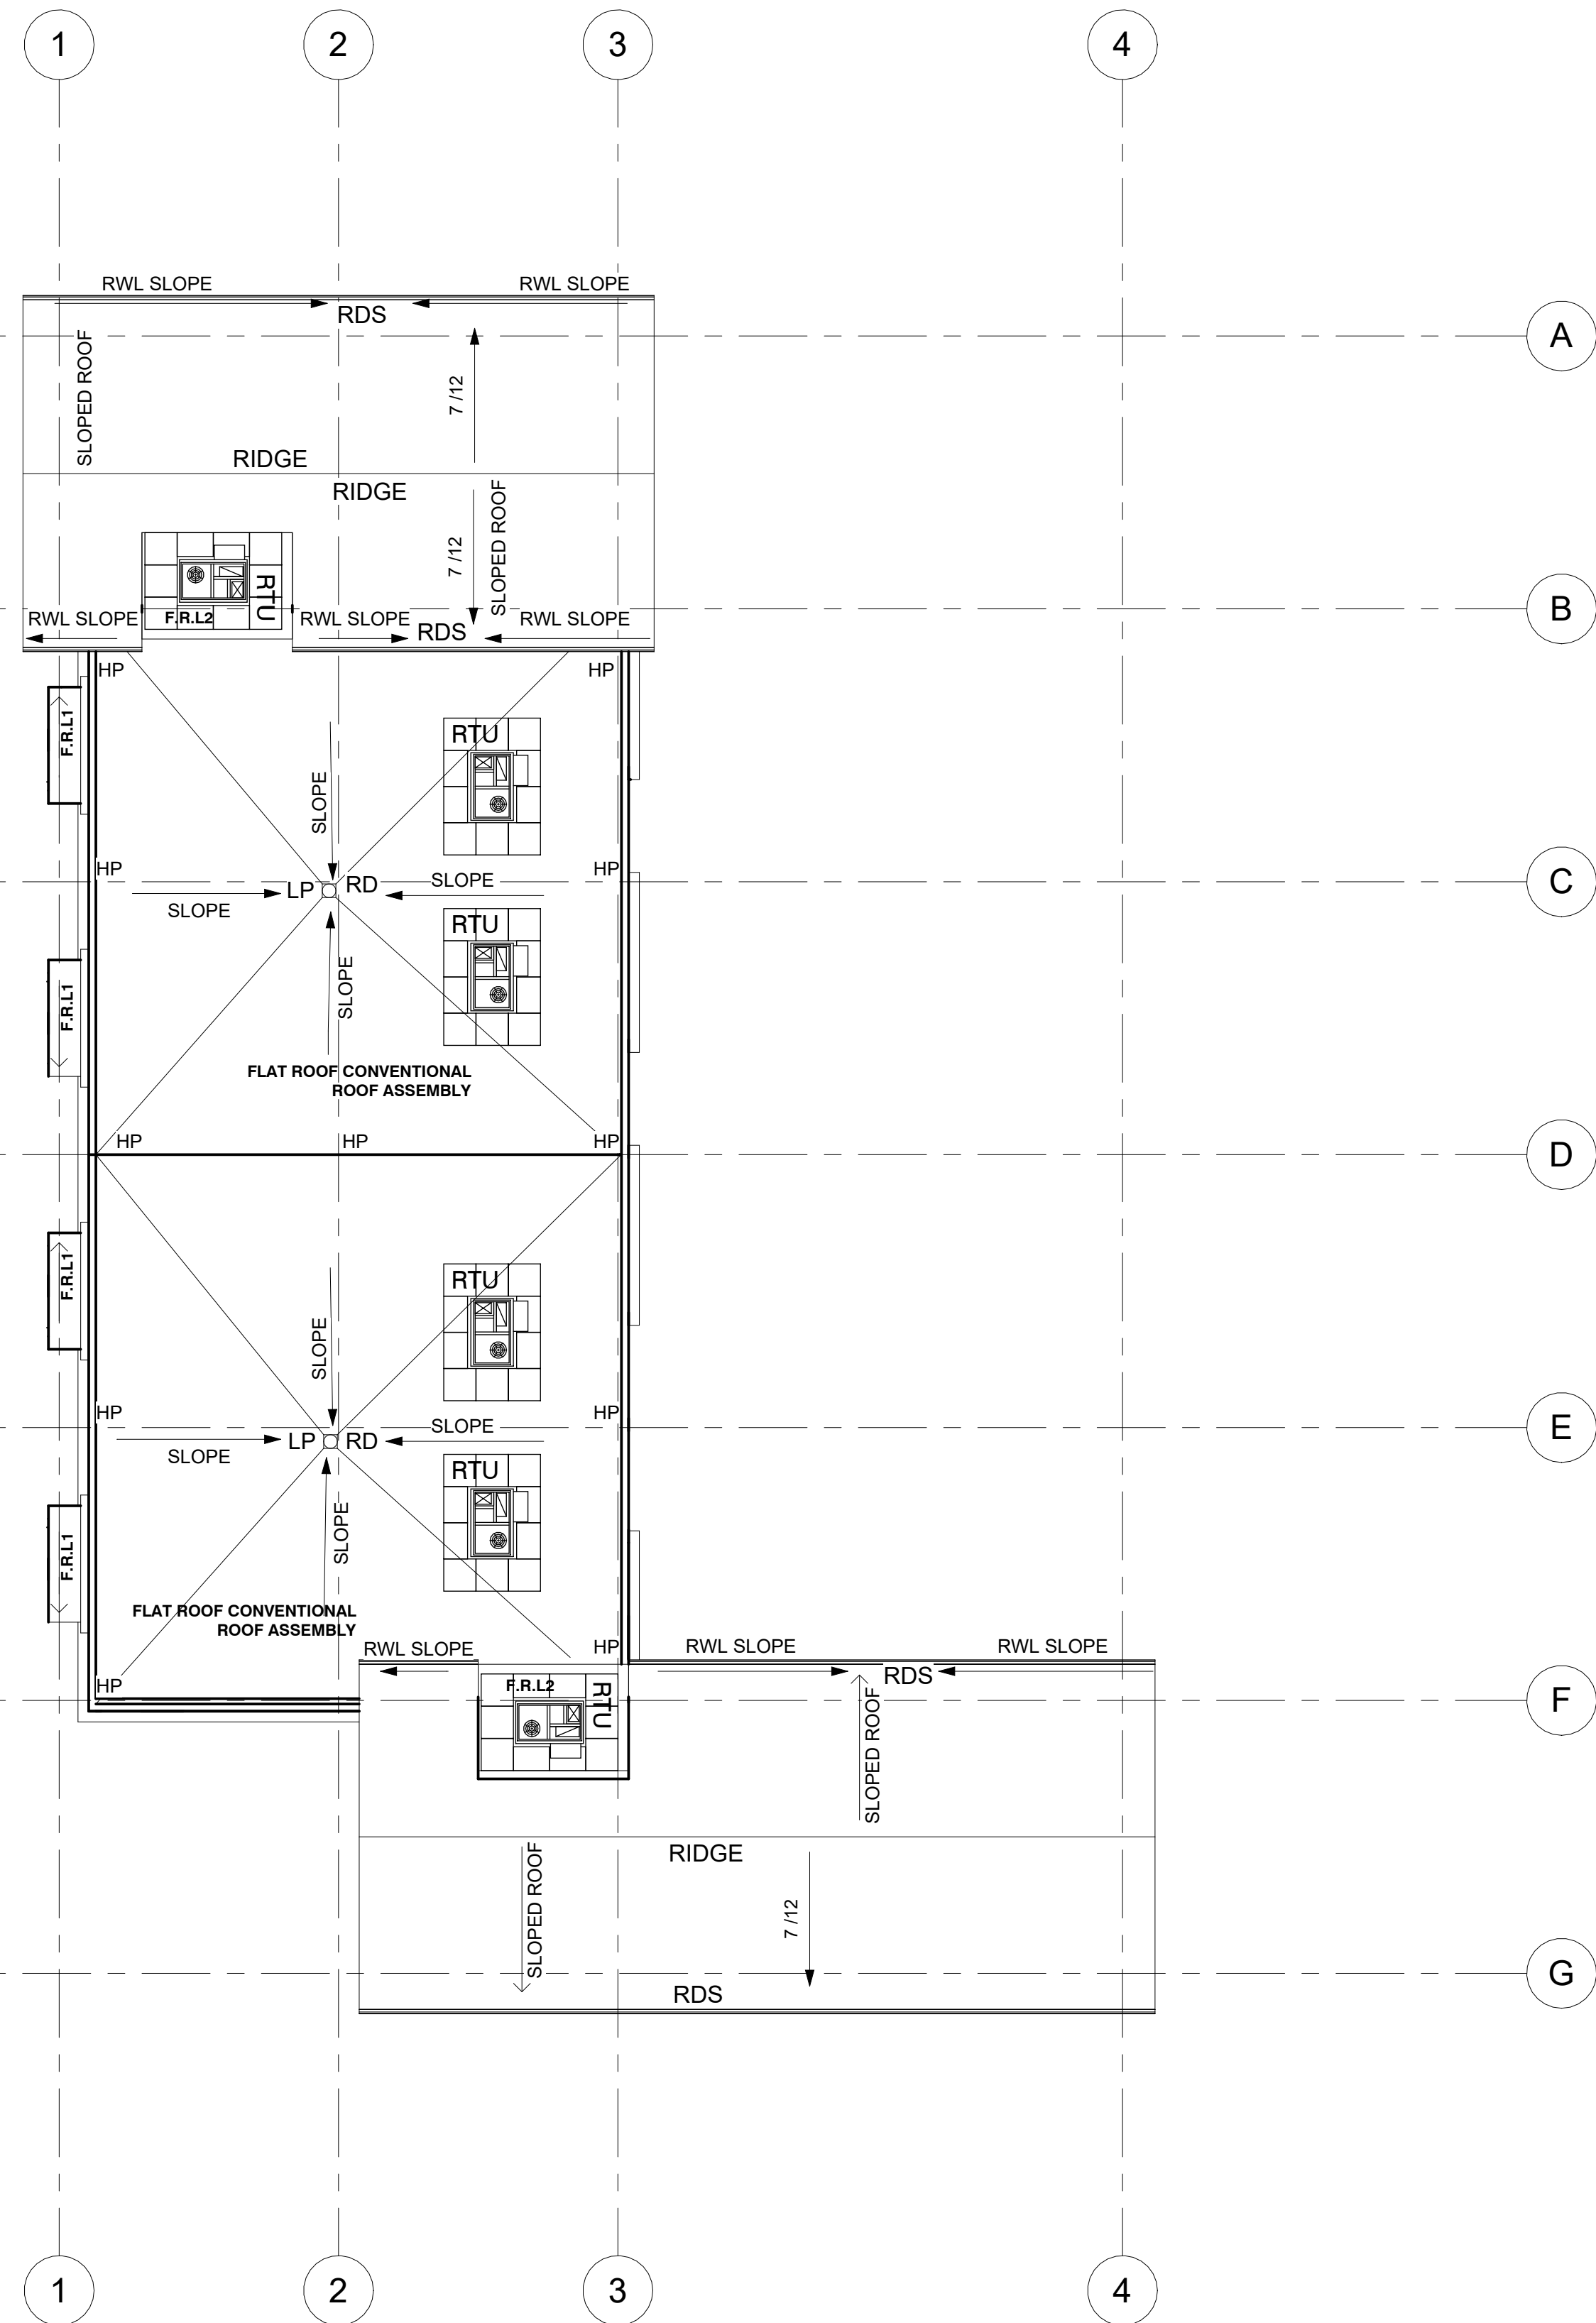 1
2
3
4
RWL SLOPE
RWL SLOPE
RDS
A
SLOPED ROOF
7 /12
RIDGE
RIDGE
SLOPED ROOF
7 /12
RTU
B
RWL SLOPE
F.R.L2
RWL SLOPE
RDS
RWL SLOPE
HP
HP
F.R.L1
RTU
SLOPE
HP
HP
C
LP
RD
SLOPE
SLOPE
RTU
SLOPE
F.R.L1
FLAT ROOF CONVENTIONAL
ROOF ASSEMBLY
HP
HP
HP
D
F.R.L1
RTU
SLOPE
HP
HP
E
LP
RD
SLOPE
SLOPE
RTU
SLOPE
F.R.L1
FLAT ROOF CONVENTIONAL
ROOF ASSEMBLY
RWL SLOPE
HP
RWL SLOPE
RWL SLOPE
HP
F.R.L2
RTU
RDS
F
SLOPED ROOF
RIDGE
SLOPED ROOF
7 /12
G
RDS
1
2
3
4